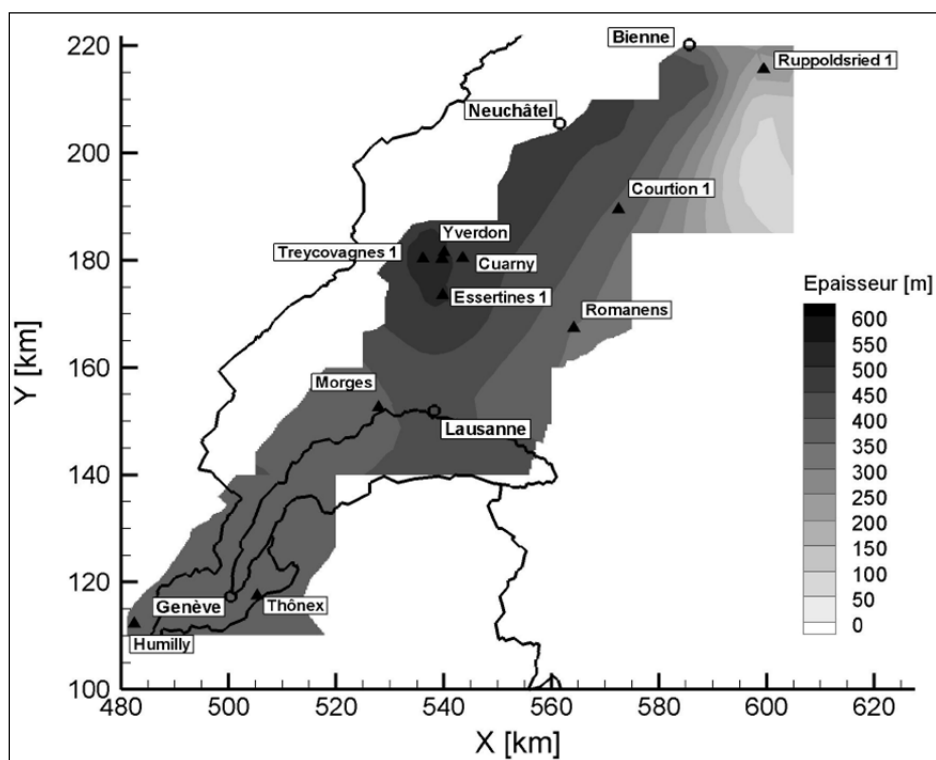 220
200
180
160
140
120
100
Y [km]
480
500
520
540
560
580
600
620
X [km]
Bienne
Ruppoldsried 1
Neuchâtel
Courtion 1
Yverdon
Treycovagnes 1
Cuarny
Essertines 1
Romanens
Morges
Lausanne
Genève
Thônex
Humilly
Epaisseur [m]
600
550
500
450
400
350
300
250
200
150
100
50
0